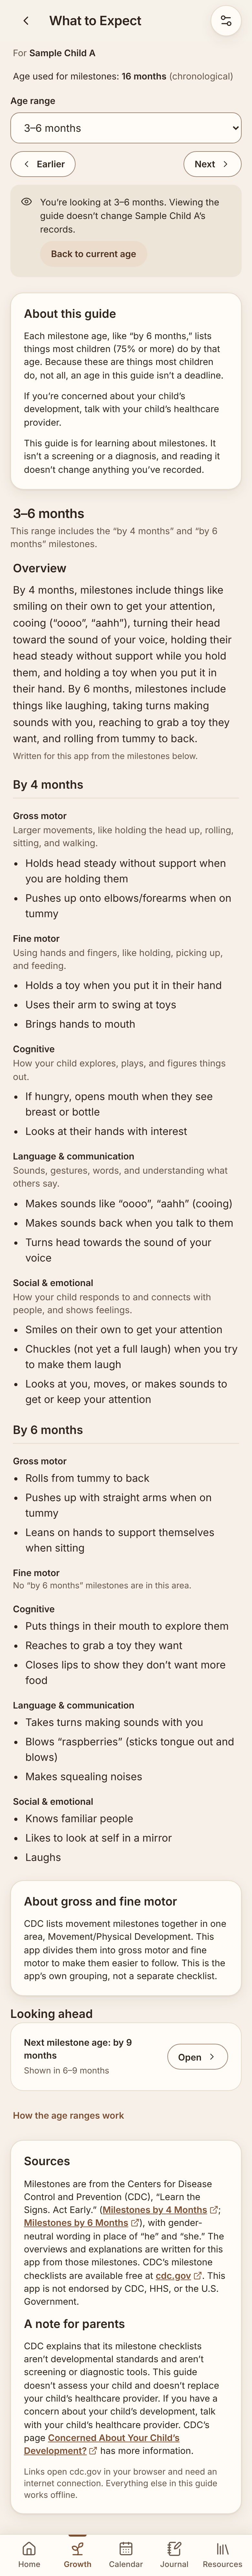 What to Expect
For Sample Child A
Age used for milestones: 16 months (chronological)
Age range
3–6 months
Earlier
Next
You’re looking at 3–6 months. Viewing the
guide doesn’t change Sample Child A’s
records.
Back to current age
About this guide
Each milestone age, like “by 6 months,” lists
things most children (75% or more) do by that
age. Because these are things most children
do, not all, an age in this guide isn’t a deadline.
If you’re concerned about your child’s
development, talk with your child’s healthcare
provider.
This guide is for learning about milestones. It
isn’t a screening or a diagnosis, and reading it
doesn’t change anything you’ve recorded.
3–6 months
This range includes the “by 4 months” and “by 6
months” milestones.
Overview
By 4 months, milestones include things like
smiling on their own to get your attention,
cooing (“oooo”, “aahh”), turning their head
toward the sound of your voice, holding their
head steady without support while you hold
them, and holding a toy when you put it in
their hand. By 6 months, milestones include
things like laughing, taking turns making
sounds with you, reaching to grab a toy they
want, and rolling from tummy to back.
Written for this app from the milestones below.
By 4 months
Gross motor
Larger movements, like holding the head up, rolling,
sitting, and walking.
• Holds head steady without support when
you are holding them
• Pushes up onto elbows/forearms when on
tummy
Fine motor
Using hands and fingers, like holding, picking up,
and feeding.
• Holds a toy when you put it in their hand
• Uses their arm to swing at toys
• Brings hands to mouth
Cognitive
How your child explores, plays, and figures things
out.
• If hungry, opens mouth when they see
breast or bottle
• Looks at their hands with interest
Language & communication
Sounds, gestures, words, and understanding what
others say.
• Makes sounds like “oooo”, “aahh” (cooing)
• Makes sounds back when you talk to them
• Turns head towards the sound of your
voice
Social & emotional
How your child responds to and connects with
people, and shows feelings.
• Smiles on their own to get your attention
• Chuckles (not yet a full laugh) when you try
to make them laugh
• Looks at you, moves, or makes sounds to
get or keep your attention
By 6 months
Gross motor
• Rolls from tummy to back
• Pushes up with straight arms when on
tummy
• Leans on hands to support themselves
when sitting
Fine motor
No “by 6 months” milestones are in this area.
Cognitive
• Puts things in their mouth to explore them
• Reaches to grab a toy they want
• Closes lips to show they don’t want more
food
Language & communication
• Takes turns making sounds with you
• Blows “raspberries” (sticks tongue out and
blows)
• Makes squealing noises
Social & emotional
• Knows familiar people
• Likes to look at self in a mirror
• Laughs
About gross and fine motor
CDC lists movement milestones together in one
area, Movement/Physical Development. This
app divides them into gross motor and fine
motor to make them easier to follow. This is the
app’s own grouping, not a separate checklist.
Looking ahead
Next milestone age: by 9
months
Shown in 6–9 months
Open
How the age ranges work
Sources
Milestones are from the Centers for Disease
Control and Prevention (CDC), “Learn the
Signs. Act Early.” (Milestones by 4 Months;
Milestones by 6 Months), with gender-
neutral wording in place of “he” and “she.” The
overviews and explanations are written for this
app from those milestones. CDC’s milestone
checklists are available free at cdc.gov. This
app is not endorsed by CDC, HHS, or the U.S.
Government.
A note for parents
CDC explains that its milestone checklists
aren’t developmental standards and aren’t
screening or diagnostic tools. This guide
doesn’t assess your child and doesn’t replace
your child’s healthcare provider. If you have a
concern about your child’s development, talk
with your child’s healthcare provider. CDC’s
page Concerned About Your Child’s
Development? has more information.
Links open cdc.gov in your browser and need an
internet connection. Everything else in this guide
works offline.
Home
Growth
Calendar
Journal
Resources